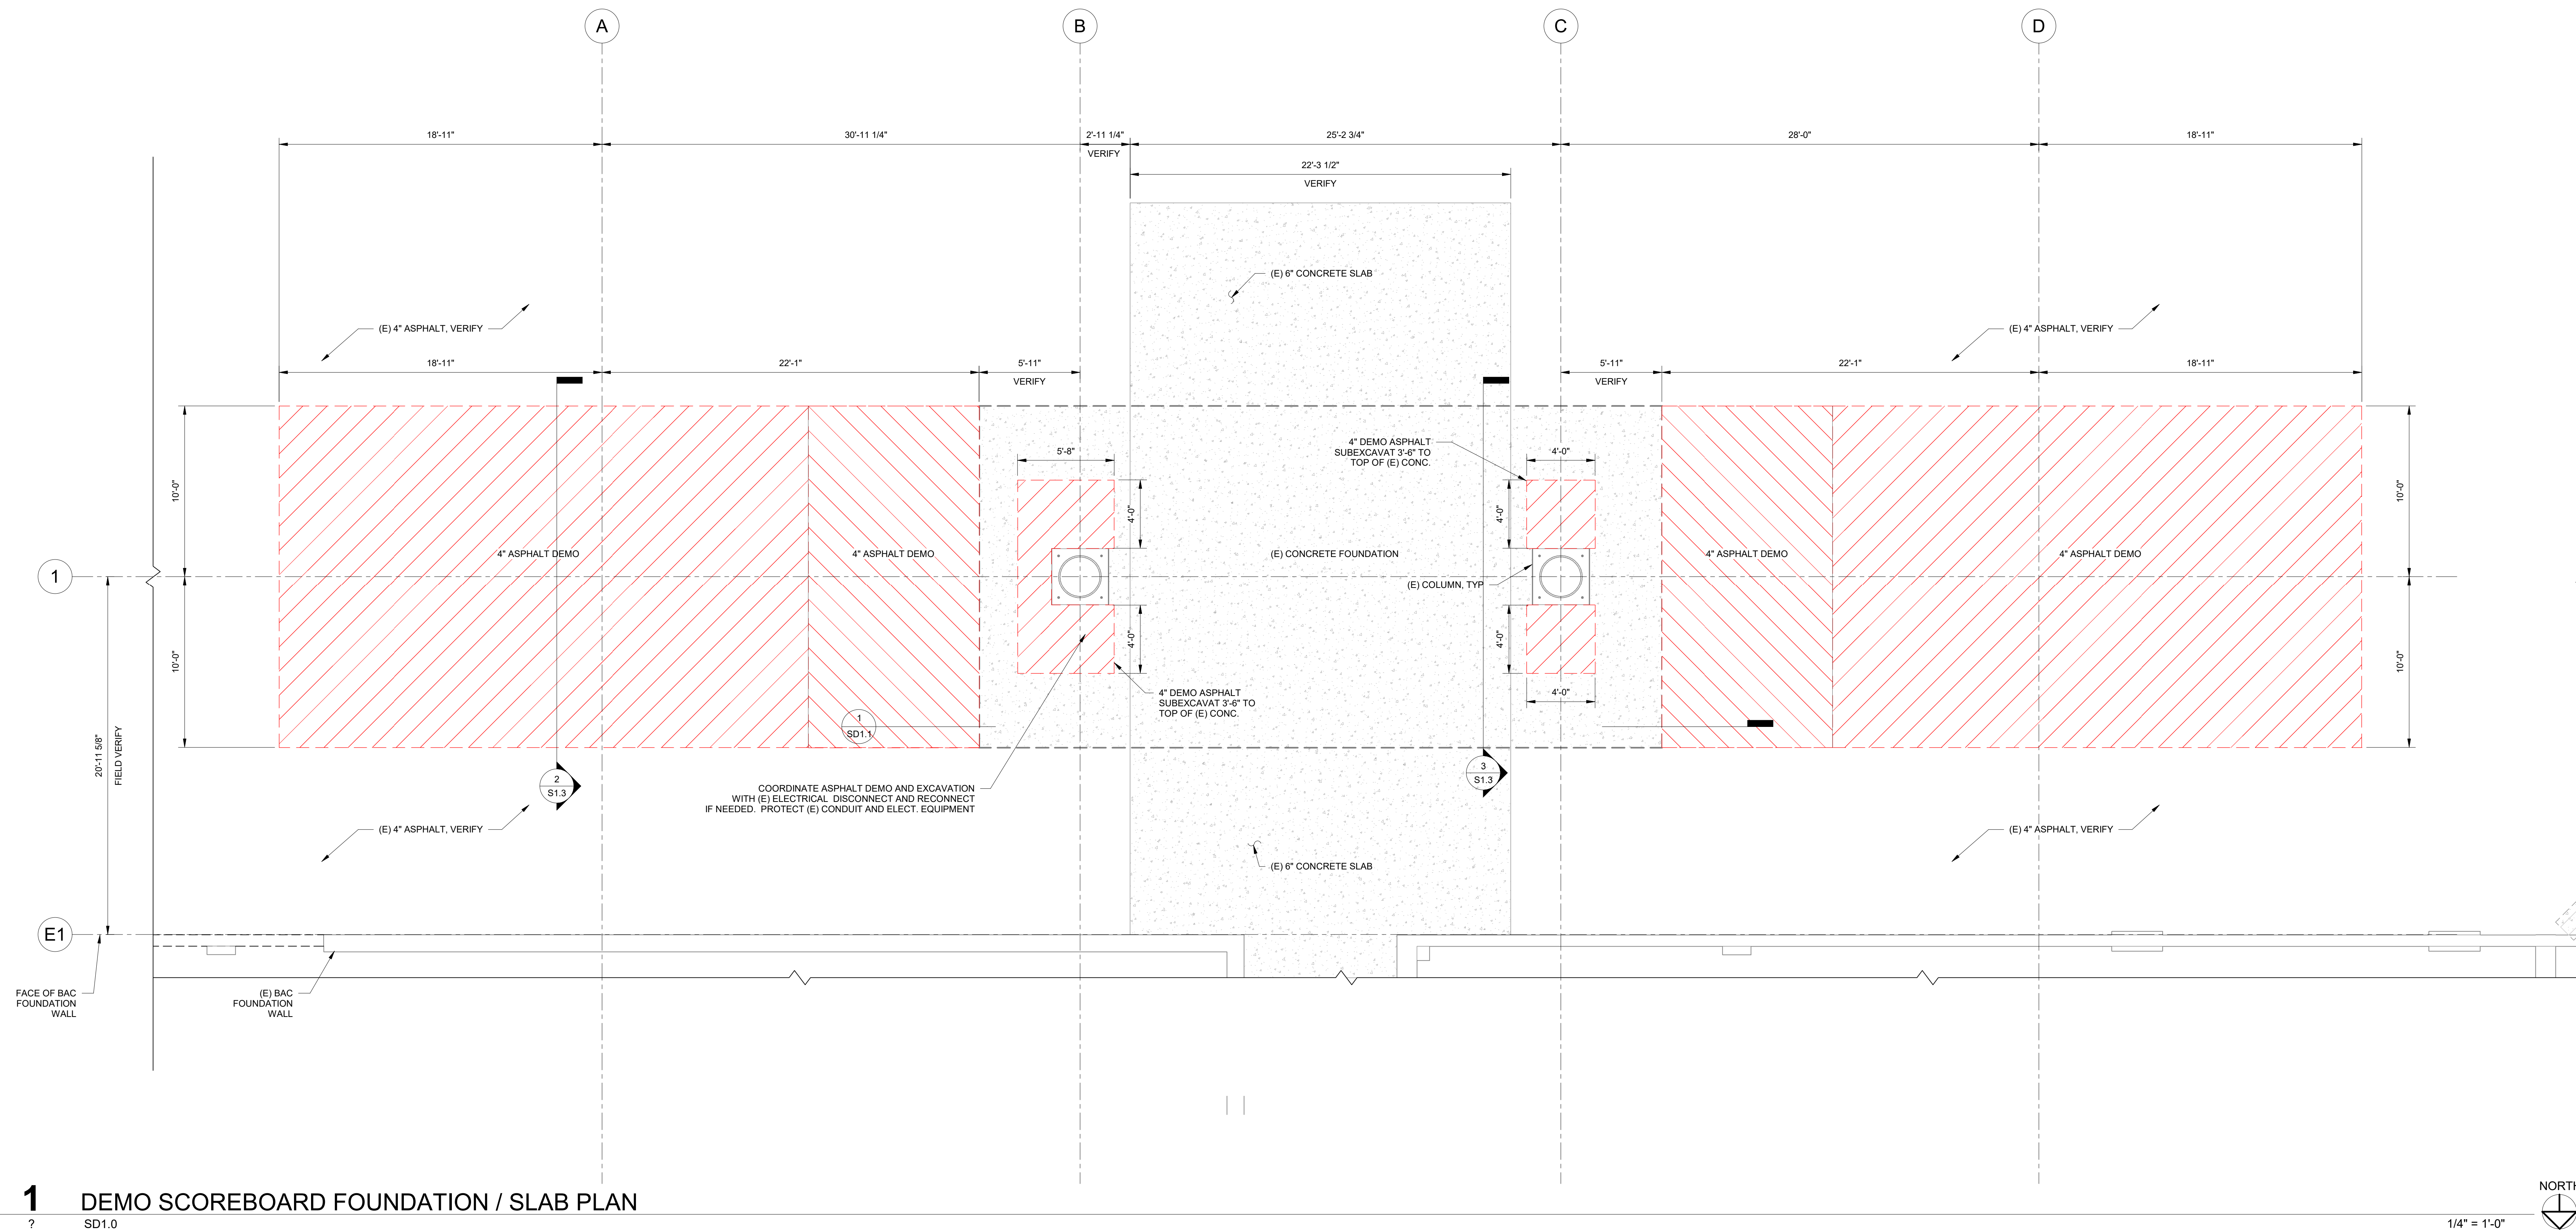 A
B
C
D
18'-11"
30'-11 1/4"
2'-11 1/4"
VERIFY
25'-2 3/4"
28'-0"
18'-11"
22'-3 1/2"
VERIFY
(E) 6" CONCRETE SLAB
(E) 4" ASPHALT, VERIFY
(E) 4" ASPHALT, VERIFY
18'-11"
22'-1"
5'-11"
VERIFY
5'-11"
VERIFY
22'-1"
18'-11"
4" DEMO ASPHALT
SUBEXCAVAT 3'-6" TO
TOP OF (E) CONC.
5'-8"
4'-0"
10'-0"
4'-0"
4'-0"
10'-0"
4" ASPHALT DEMO
4" ASPHALT DEMO
(E) CONCRETE FOUNDATION
4" ASPHALT DEMO
4" ASPHALT DEMO
1
(E) COLUMN, TYP
10'-0"
4'-0"
4'-0"
10'-0"
4" DEMO ASPHALT
SUBEXCAVAT 3'-6" TO
TOP OF (E) CONC.
4'-0"
1
SD1.1
20'-11 5/8"
FIELD VERIFY
2
S1.3
3
S1.3
COORDINATE ASPHALT DEMO AND EXCAVATION
WITH (E) ELECTRICAL DISCONNECT AND RECONNECT
IF NEEDED. PROTECT (E) CONDUIT AND ELECT. EQUIPMENT
(E) 4" ASPHALT, VERIFY
(E) 4" ASPHALT, VERIFY
(E) 6" CONCRETE SLAB
E1
FACE OF BAC
FOUNDATION
WALL
(E) BAC
FOUNDATION
WALL
1 DEMO SCOREBOARD FOUNDATION / SLAB PLAN
? SD1.0
1/4" = 1'-0"
NORTH